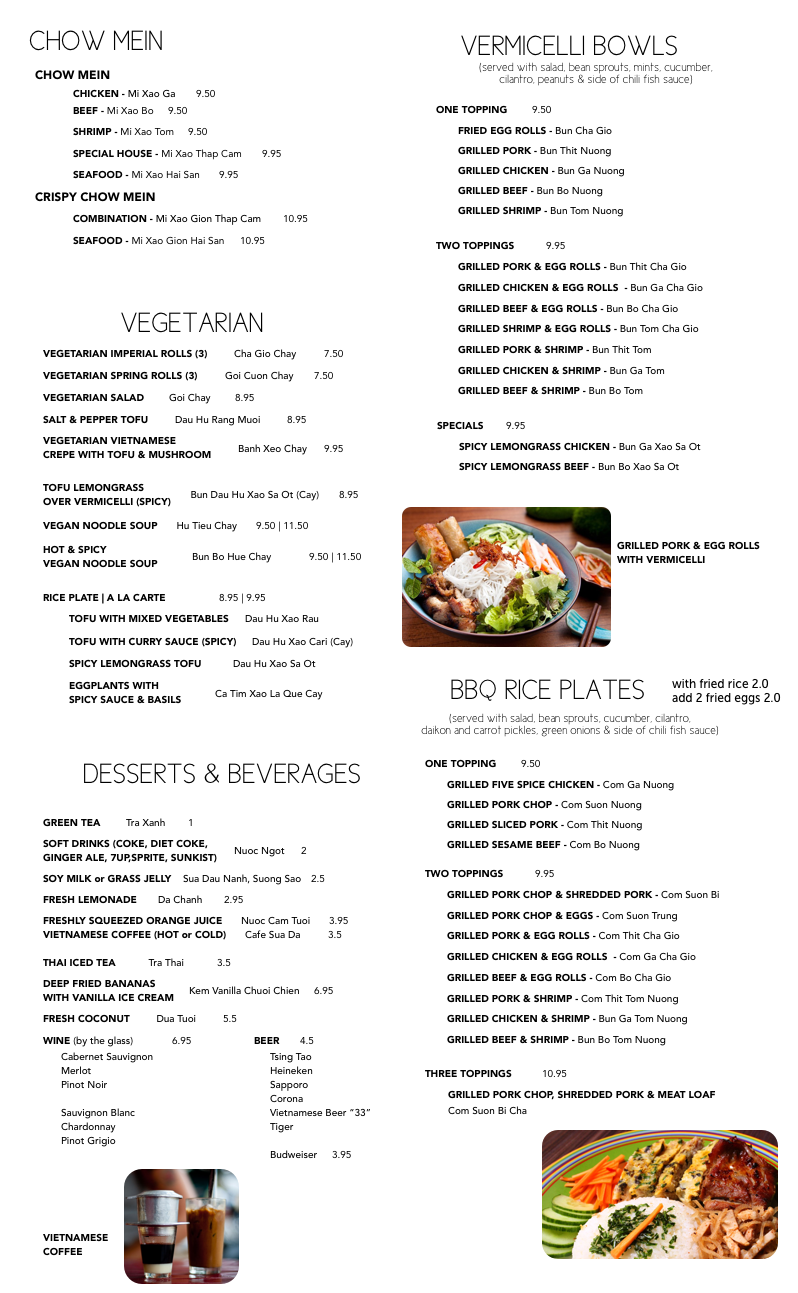 CHOW MEIN
CHOW MEIN
CHICKEN - Mi Xao Ga 9.50
BEEF - Mi Xao Bo 9.50
SHRIMP - Mi Xao Tom 9.50
SPECIAL HOUSE - Mi Xao Thap Cam 9.95
SEAFOOD - Mi Xao Hai San 9.95
CRISPY CHOW MEIN
COMBINATION - Mi Xao Gion Thap Cam 10.95
SEAFOOD - Mi Xao Gion Hai San 10.95
VEGETARIAN
VEGETARIAN IMPERIAL ROLLS (3) Cha Gio Chay 7.50
VEGETARIAN SPRING ROLLS (3) Goi Cuon Chay 7.50
VEGETARIAN SALAD Goi Chay 8.95
SALT & PEPPER TOFU Dau Hu Rang Muoi 8.95
VEGETARIAN VIETNAMESE
CREPE WITH TOFU & MUSHROOM Banh Xeo Chay 9.95
TOFU LEMONGRASS
OVER VERMICELLI (SPICY) Bun Dau Hu Xao Sa Ot (Cay) 8.95
VEGAN NOODLE SOUP Hu Tieu Chay 9.50 | 11.50
HOT & SPICY
VEGAN NOODLE SOUP Bun Bo Hue Chay 9.50 | 11.50
RICE PLATE | A LA CARTE 8.95 | 9.95
TOFU WITH MIXED VEGETABLES Dau Hu Xao Rau
TOFU WITH CURRY SAUCE (SPICY) Dau Hu Xao Cari (Cay)
SPICY LEMONGRASS TOFU Dau Hu Xao Sa Ot
EGGPLANTS WITH
SPICY SAUCE & BASILS Ca Tim Xao La Que Cay
DESSERTS & BEVERAGES
GREEN TEA Tra Xanh 1
SOFT DRINKS (COKE, DIET COKE,
GINGER ALE, 7UP,SPRITE, SUNKIST) Nuoc Ngot 2
SOY MILK or GRASS JELLY Sua Dau Nanh, Suong Sao 2.5
FRESH LEMONADE Da Chanh 2.95
FRESHLY SQUEEZED ORANGE JUICE Nuoc Cam Tuoi 3.95
VIETNAMESE COFFEE (HOT or COLD) Cafe Sua Da 3.5
THAI ICED TEA Tra Thai 3.5
DEEP FRIED BANANAS
WITH VANILLA ICE CREAM Kem Vanilla Chuoi Chien 6.95
FRESH COCONUT Dua Tuoi 5.5
WINE (by the glass) 6.95
Cabernet Sauvignon
Merlot
Pinot Noir
Sauvignon Blanc
Chardonnay
Pinot Grigio
BEER 4.5
Tsing Tao
Heineken
Sapporo
Corona
Vietnamese Beer "33"
Tiger
Budweiser 3.95
VIETNAMESE
COFFEE
VERMICELLI BOWLS
(served with salad, bean sprouts, mints, cucumber,
cilantro, peanuts & side of chili fish sauce)
ONE TOPPING 9.50
FRIED EGG ROLLS - Bun Cha Gio
GRILLED PORK - Bun Thit Nuong
GRILLED CHICKEN - Bun Ga Nuong
GRILLED BEEF - Bun Bo Nuong
GRILLED SHRIMP - Bun Tom Nuong
TWO TOPPINGS 9.95
GRILLED PORK & EGG ROLLS - Bun Thit Cha Gio
GRILLED CHICKEN & EGG ROLLS - Bun Ga Cha Gio
GRILLED BEEF & EGG ROLLS - Bun Bo Cha Gio
GRILLED SHRIMP & EGG ROLLS - Bun Tom Cha Gio
GRILLED PORK & SHRIMP - Bun Thit Tom
GRILLED CHICKEN & SHRIMP - Bun Ga Tom
GRILLED BEEF & SHRIMP - Bun Bo Tom
SPECIALS 9.95
SPICY LEMONGRASS CHICKEN - Bun Ga Xao Sa Ot
SPICY LEMONGRASS BEEF - Bun Bo Xao Sa Ot
GRILLED PORK & EGG ROLLS
WITH VERMICELLI
BBQ RICE PLATES
with fried rice 2.0
add 2 fried eggs 2.0
(served with salad, bean sprouts, cucumber, cilantro,
daikon and carrot pickles, green onions & side of chili fish sauce)
ONE TOPPING 9.50
GRILLED FIVE SPICE CHICKEN - Com Ga Nuong
GRILLED PORK CHOP - Com Suon Nuong
GRILLED SLICED PORK - Com Thit Nuong
GRILLED SESAME BEEF - Com Bo Nuong
TWO TOPPINGS 9.95
GRILLED PORK CHOP & SHREDDED PORK - Com Suon Bi
GRILLED PORK CHOP & EGGS - Com Suon Trung
GRILLED PORK & EGG ROLLS - Com Thit Cha Gio
GRILLED CHICKEN & EGG ROLLS - Com Ga Cha Gio
GRILLED BEEF & EGG ROLLS - Com Bo Cha Gio
GRILLED PORK & SHRIMP - Com Thit Tom Nuong
GRILLED CHICKEN & SHRIMP - Bun Ga Tom Nuong
GRILLED BEEF & SHRIMP - Bun Bo Tom Nuong
THREE TOPPINGS 10.95
GRILLED PORK CHOP, SHREDDED PORK & MEAT LOAF
Com Suon Bi Cha